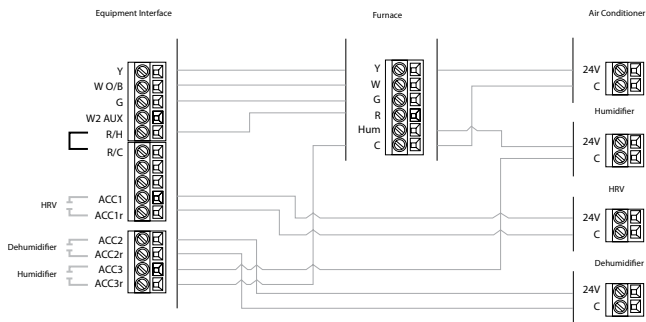 Equipment Interface
Furnace
Air Conditioner
Y
W O/B
G
W2 AUX
R/H
R/C
HRV
ACC1
ACC1r
Dehumidifier
ACC2
ACC2r
Humidifier
ACC3
ACC3r
Y
W
G
R
Hum
C
24V
C
Humidifier
24V
C
HRV
24V
C
Dehumidifier
24V
C